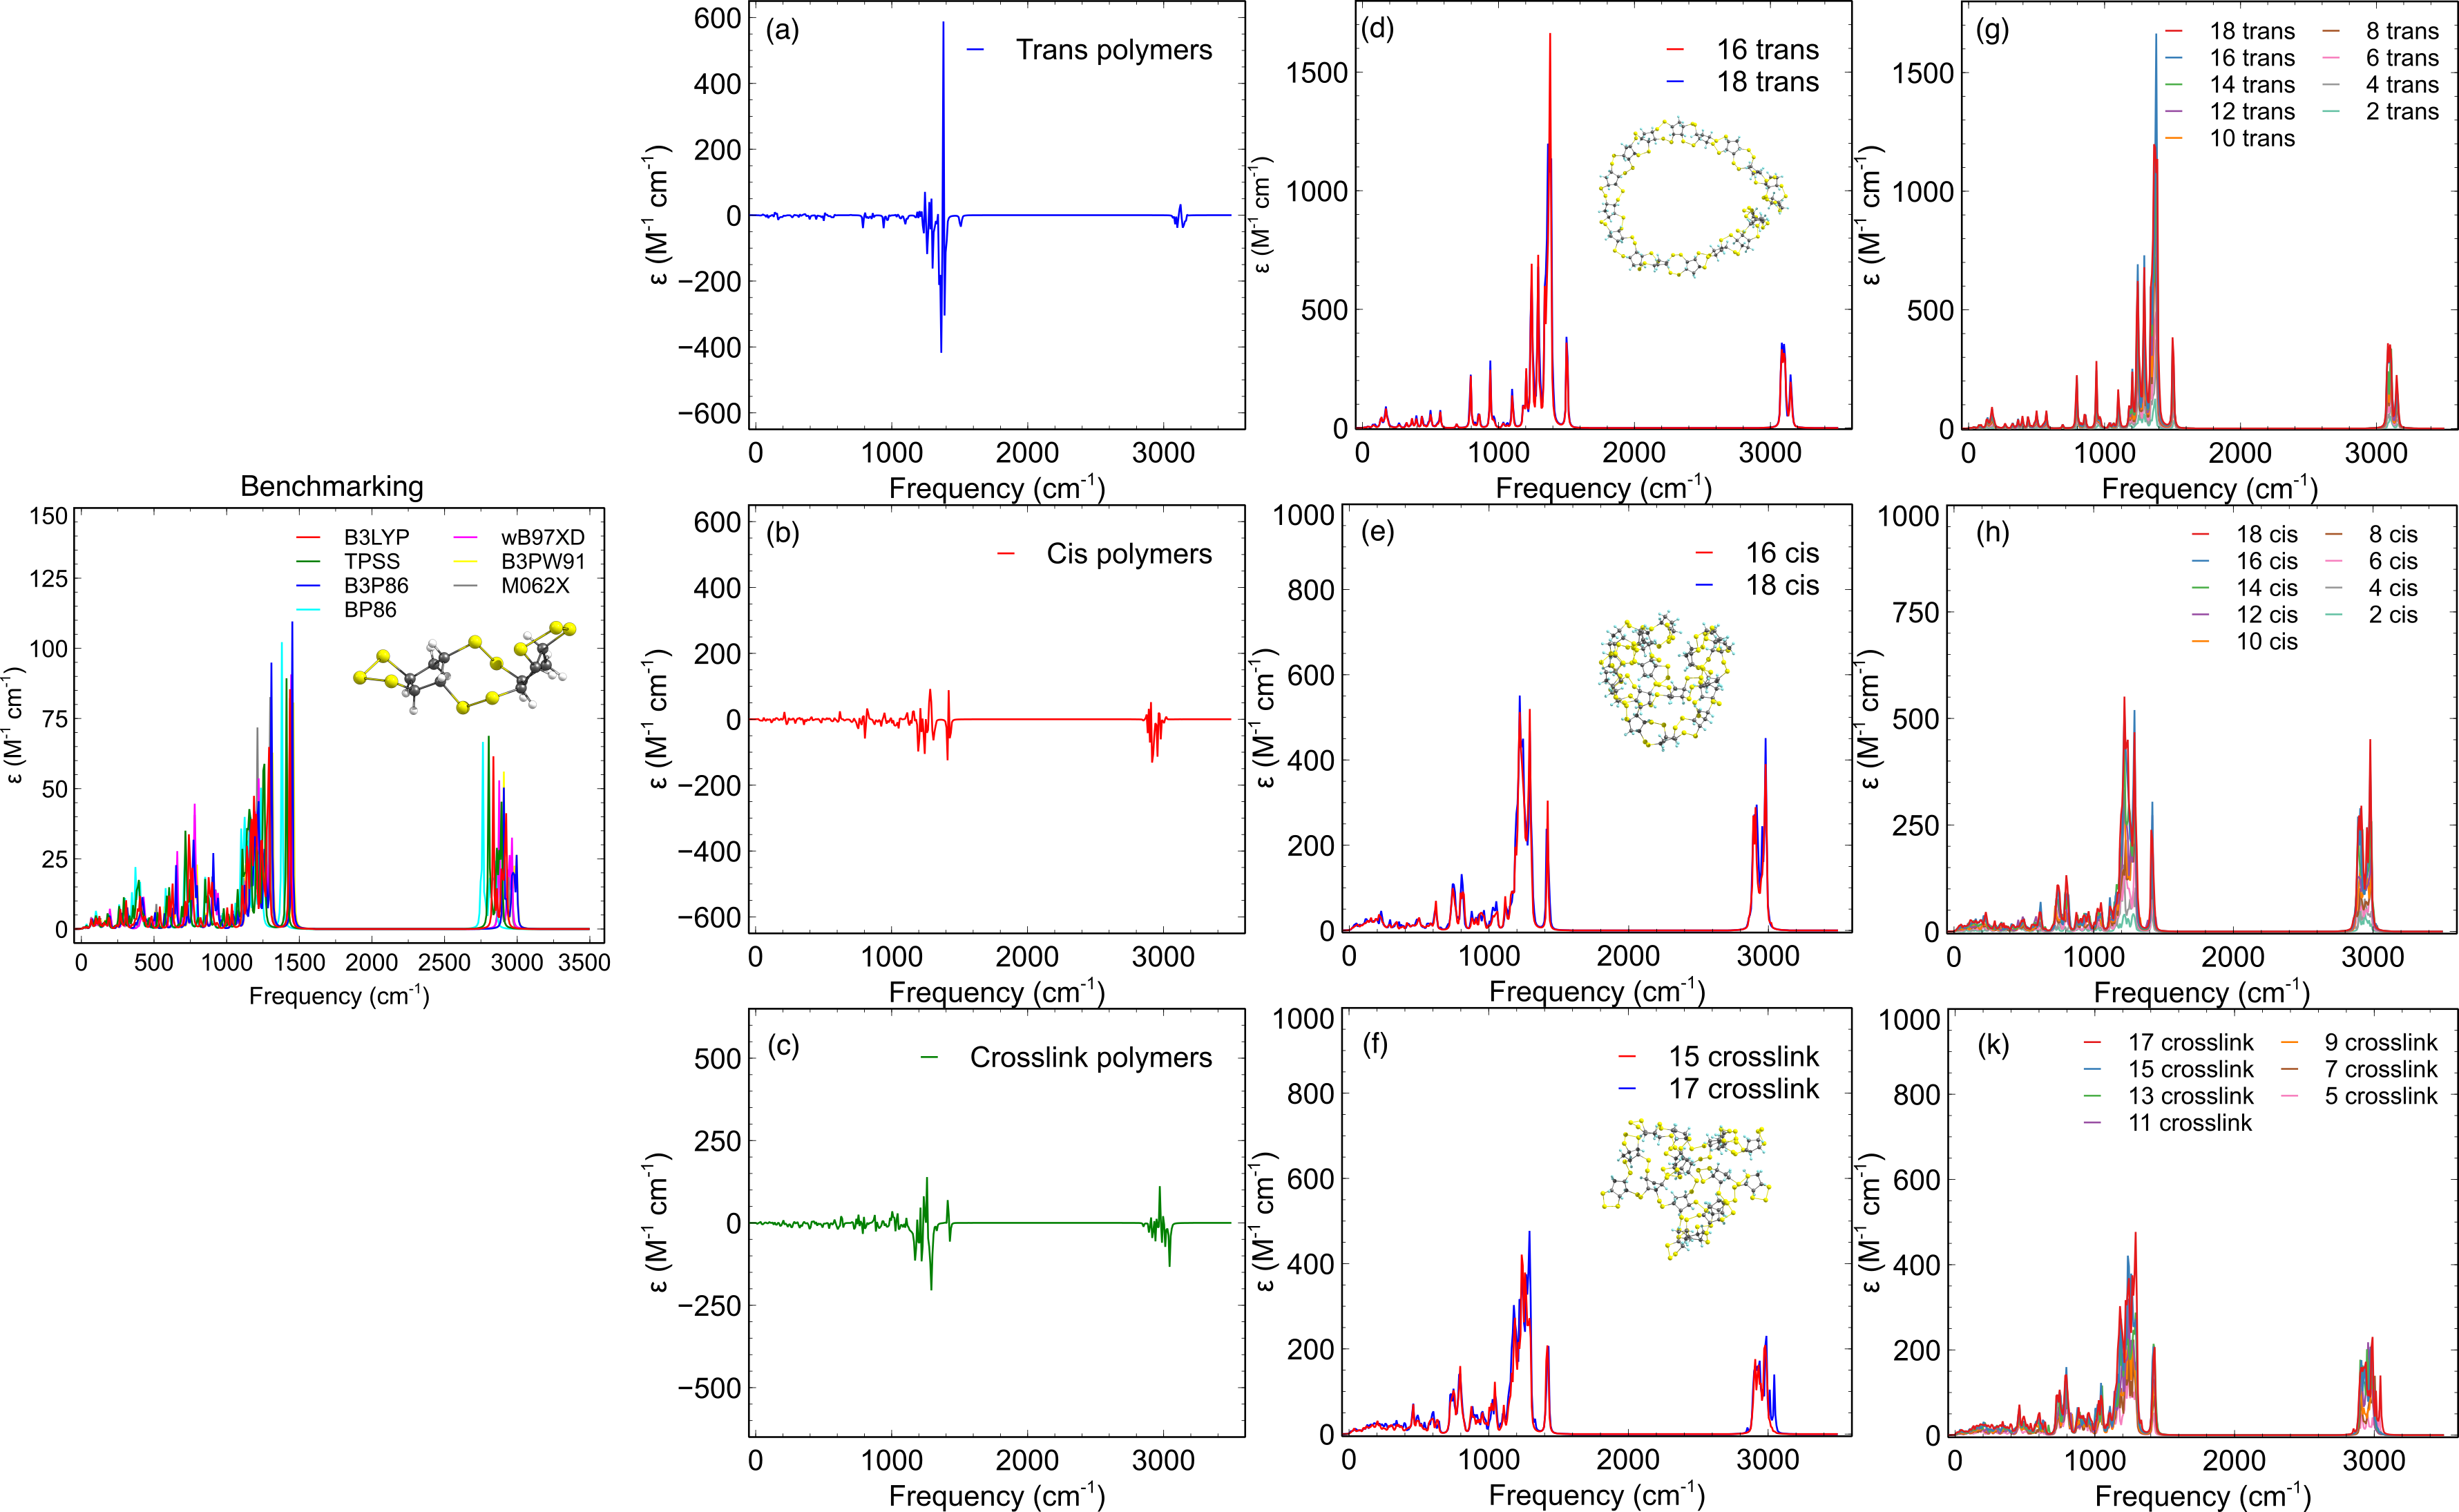 Benchmarking
150
125
100
75
50
25
0
ε (M⁻¹ cm⁻¹)
B3LYP
TPSS
B3P86
BP86
wB97XD
B3PW91
M062X
0 500 1000 1500 2000 2500 3000 3500
Frequency (cm⁻¹)
(a)
Trans polymers
600
400
200
0
−200
−400
−600
ε (M⁻¹ cm⁻¹)
0 1000 2000 3000
Frequency (cm⁻¹)
(d)
16 trans
18 trans
1500
1000
500
0
ε (M⁻¹ cm⁻¹)
0 1000 2000 3000
Frequency (cm⁻¹)
(g)
18 trans
16 trans
14 trans
12 trans
10 trans
8 trans
6 trans
4 trans
2 trans
1500
1000
500
0
ε (M⁻¹ cm⁻¹)
0 1000 2000 3000
Frequency (cm⁻¹)
(b)
Cis polymers
600
400
200
0
−200
−400
−600
ε (M⁻¹ cm⁻¹)
0 1000 2000 3000
Frequency (cm⁻¹)
(e)
16 cis
18 cis
1000
800
600
400
200
0
ε (M⁻¹ cm⁻¹)
0 1000 2000 3000
Frequency (cm⁻¹)
(h)
18 cis
16 cis
14 cis
12 cis
10 cis
8 cis
6 cis
4 cis
2 cis
1000
750
500
250
0
ε (M⁻¹ cm⁻¹)
0 1000 2000 3000
Frequency (cm⁻¹)
(c)
Crosslink polymers
500
250
0
−250
−500
ε (M⁻¹ cm⁻¹)
0 1000 2000 3000
Frequency (cm⁻¹)
(f)
15 crosslink
17 crosslink
1000
800
600
400
200
0
ε (M⁻¹ cm⁻¹)
0 1000 2000 3000
Frequency (cm⁻¹)
(k)
17 crosslink
15 crosslink
13 crosslink
11 crosslink
9 crosslink
7 crosslink
5 crosslink
1000
800
600
400
200
0
ε (M⁻¹ cm⁻¹)
0 1000 2000 3000
Frequency (cm⁻¹)